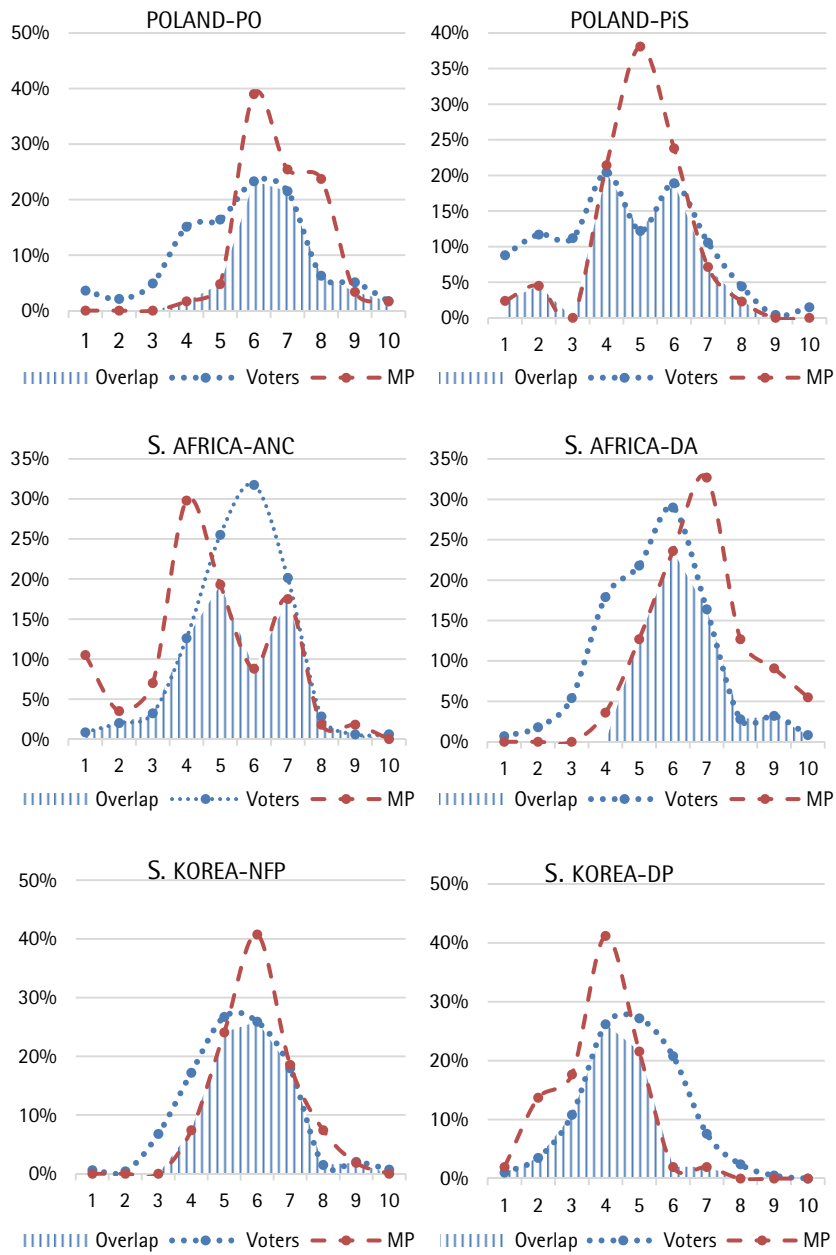 POLAND-PO
50%
40%
30%
20%
10%
0%
1 2 3 4 5 6 7 8 9 10
Overlap Voters MP
POLAND-PiS
40%
35%
30%
25%
20%
15%
10%
5%
0%
1 2 3 4 5 6 7 8 9 10
Overlap Voters MP
S. AFRICA-ANC
35%
30%
25%
20%
15%
10%
5%
0%
1 2 3 4 5 6 7 8 9 10
Overlap Voters MP
S. AFRICA-DA
35%
30%
25%
20%
15%
10%
5%
0%
1 2 3 4 5 6 7 8 9 10
Overlap Voters MP
S. KOREA-NFP
50%
40%
30%
20%
10%
0%
1 2 3 4 5 6 7 8 9 10
Overlap Voters MP
S. KOREA-DP
50%
40%
30%
20%
10%
0%
1 2 3 4 5 6 7 8 9 10
Overlap Voters MP